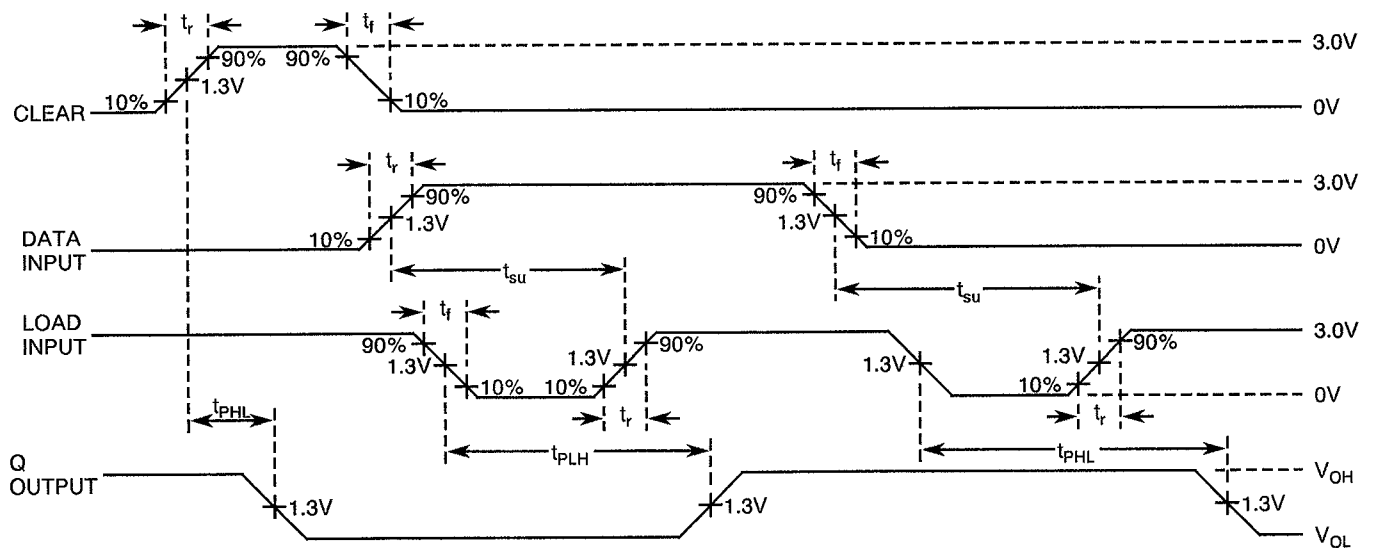 tr
tf
3.0V
90%
90%
1.3V
10%
10%
CLEAR
0V
tr
tf
3.0V
90%
90%
1.3V
1.3V
DATA
INPUT
10%
10%
0V
tsu
tsu
LOAD
INPUT
tf
3.0V
90%
90%
90%
1.3V
1.3V
1.3V
1.3V
10%
10%
10%
0V
tPHL
tr
tr
tPLH
tPHL
Q
OUTPUT
VOH
1.3V
1.3V
1.3V
VOL